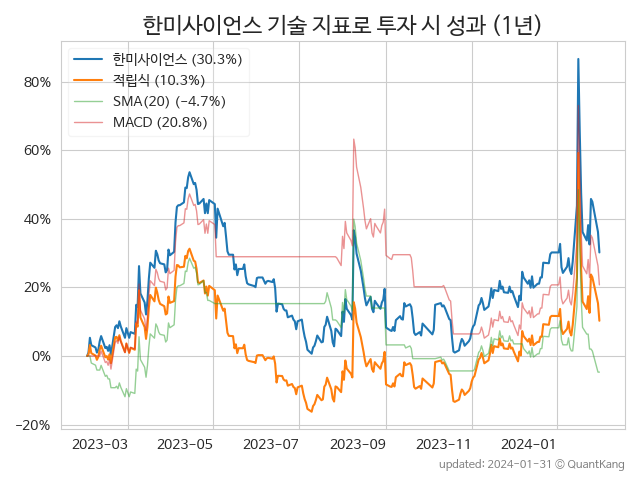 한미사이언스 기술 지표로 투자 시 성과 (1년)
한미사이언스 (30.3%)
적립식 (10.3%)
SMA(20) (-4.7%)
MACD (20.8%)
80%
60%
40%
20%
0%
-20%
2023-03 2023-05 2023-07 2023-09 2023-11 2024-01
updated: 2024-01-31 © QuantKang